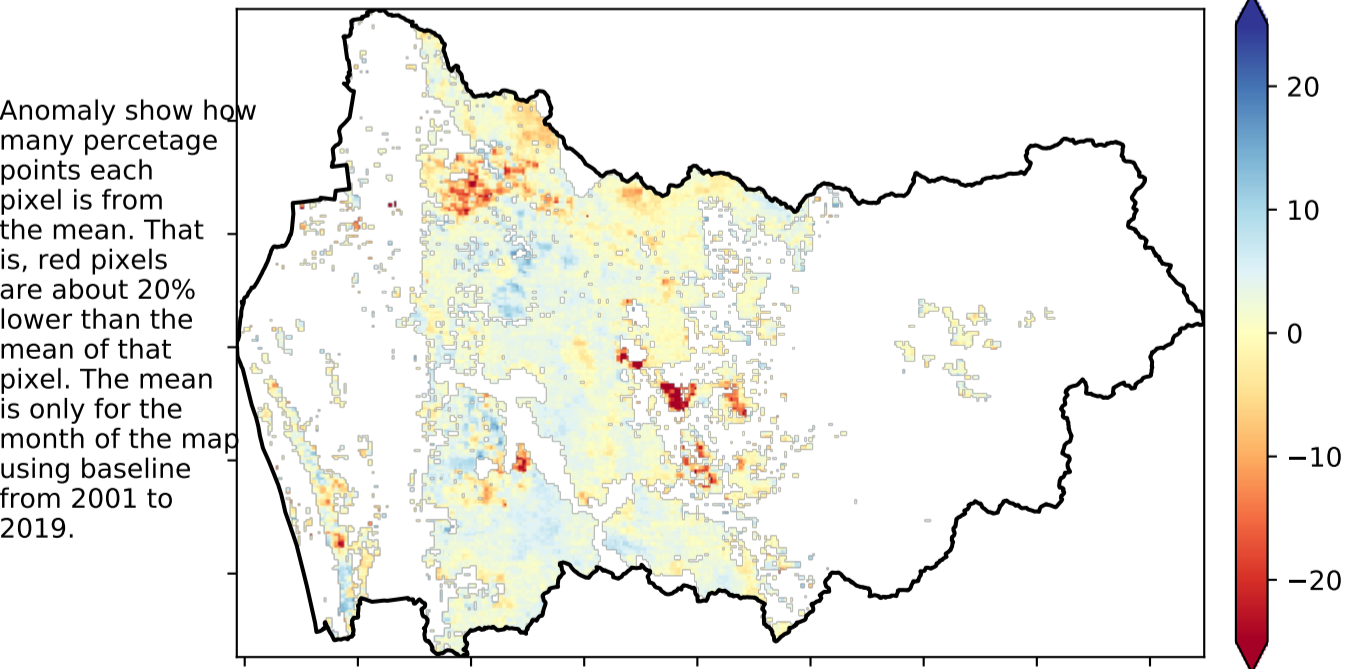 Anomaly show how
many percetage
points each
pixel is from
the mean. That
is, red pixels
are about 20%
lower than the
mean of that
pixel. The mean
is only for the
month of the map
using baseline
from 2001 to
2019.
20
10
0
−10
−20